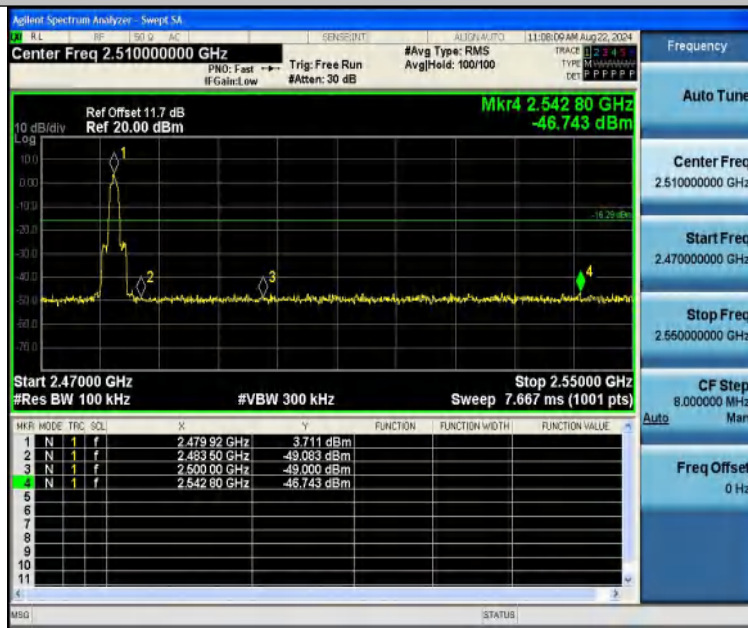 Agilent Spectrum Analyzer - Swept SA
RL RF 50 Ω AC SENSE:INT ALIGN AUTO 11:08:09 AM Aug 22, 2024
Center Freq 2.510000000 GHz
PNO: Fast
IFGain:Low
Trig: Free Run
#Atten: 30 dB
#Avg Type: RMS
Avg|Hold: 100/100
TRACE 1 2 3 4 5
TYPE M
DET P P P P P P
Frequency
Auto Tune
Center Freq
2.510000000 GHz
Start Freq
2.470000000 GHz
Stop Freq
2.550000000 GHz
CF Step
8.000000 MHz
Auto Man
Freq Offset
0 Hz
Mkr4 2.542 80 GHz
-46.743 dBm
Ref Offset 11.7 dB
10 dB/div Ref 20.00 dBm
Log
10.0
0.00
-10.0
-20.0
-30.0
-40.0
-50.0
-60.0
-70.0
1
2
3
4
-16.29 dBm
Start 2.47000 GHz Stop 2.55000 GHz
#Res BW 100 kHz #VBW 300 kHz Sweep 7.667 ms (1001 pts)
MKR MODE TRC SCL X Y FUNCTION FUNCTION WIDTH FUNCTION VALUE
1 N 1 f 2.479 92 GHz 3.711 dBm
2 N 1 f 2.483 50 GHz -49.083 dBm
3 N 1 f 2.500 00 GHz -49.000 dBm
4 N 1 f 2.542 80 GHz -46.743 dBm
5
6
7
8
9
10
11
MSG STATUS